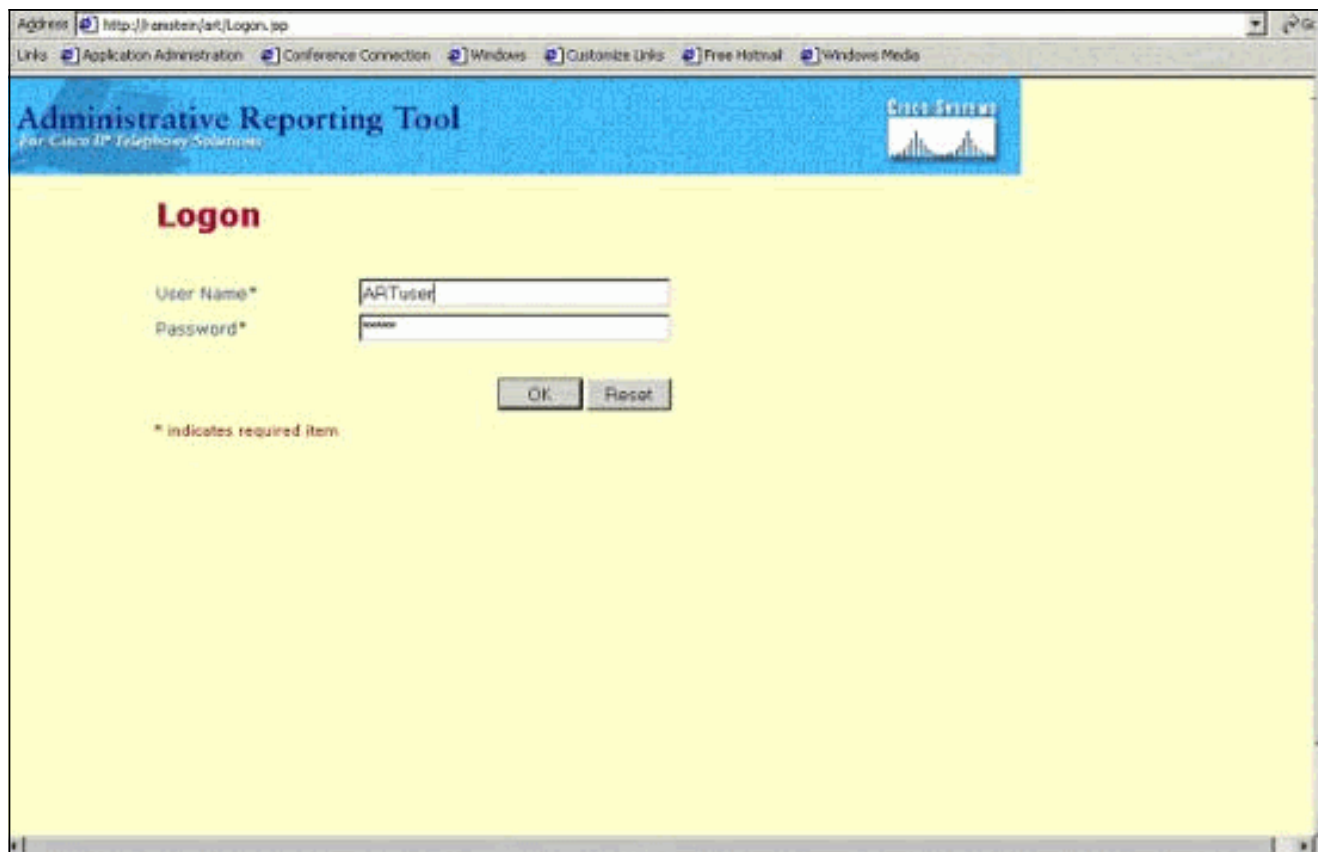 Address http://ramstein/art/Logon.jsp
Links Application Administration Conference Connection Windows Customize Links Free Hotmail Windows Media
Administrative Reporting Tool
For Cisco IP Telephony Solutions
CISCO SYSTEMS
Logon
User Name* ARTuser
Password* ******
OK Reset
* indicates required item